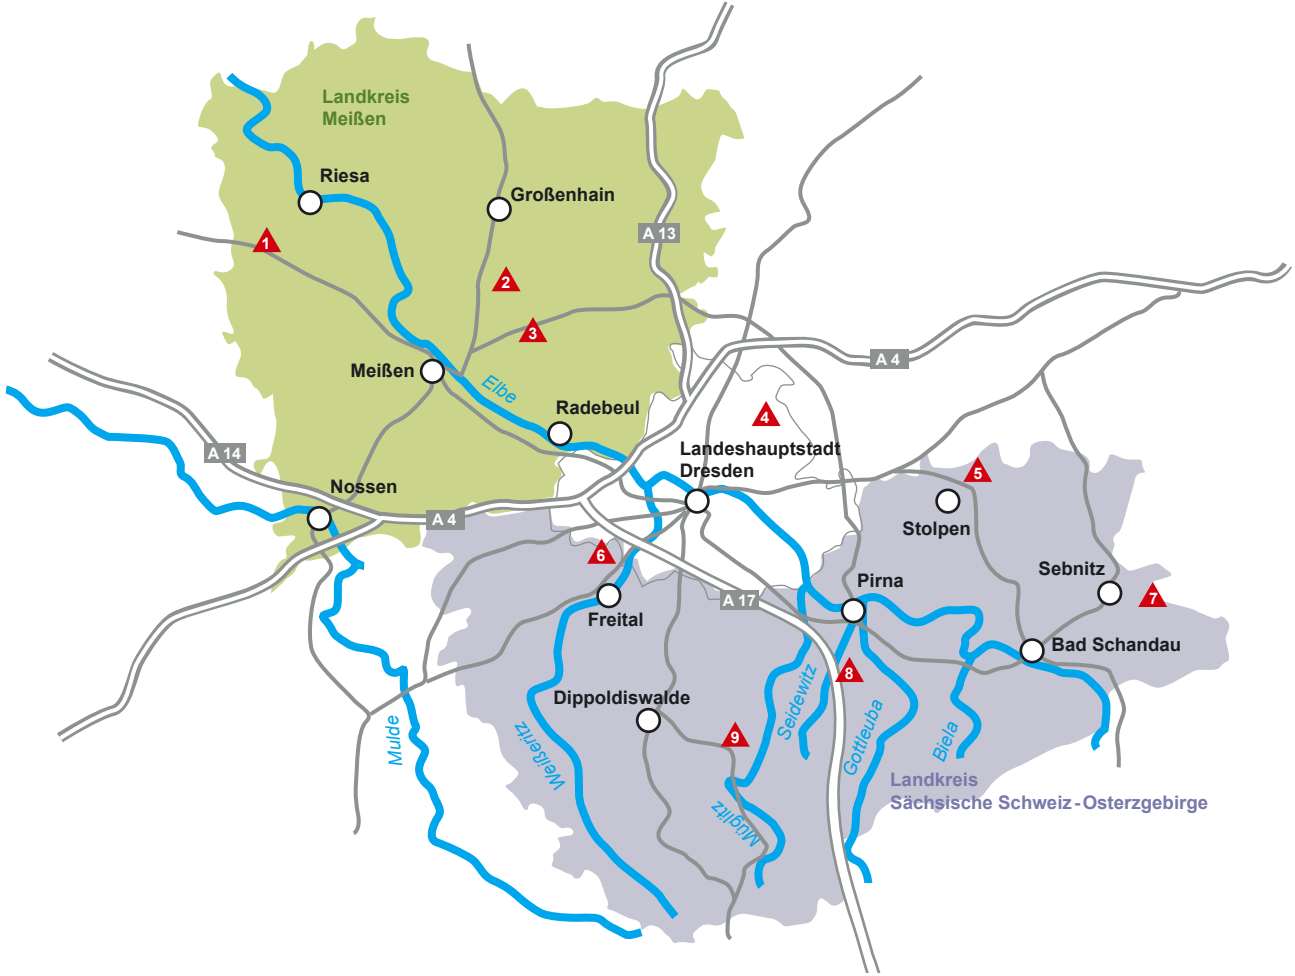 Landkreis
Meißen
Riesa
Großenhain
A 13
1
2
3
A 4
Meißen
Elbe
Radebeul
4
A 14
Landeshauptstadt
Dresden
Nossen
A 4
5
Stolpen
6
Sebnitz
7
Pirna
A 17
Freital
Bad Schandau
8
Dippoldiswalde
Seidewitz
9
Mulde
Weißeritz
Gottleuba
Biela
Müglitz
Landkreis
Sächsische Schweiz - Osterzgebirge